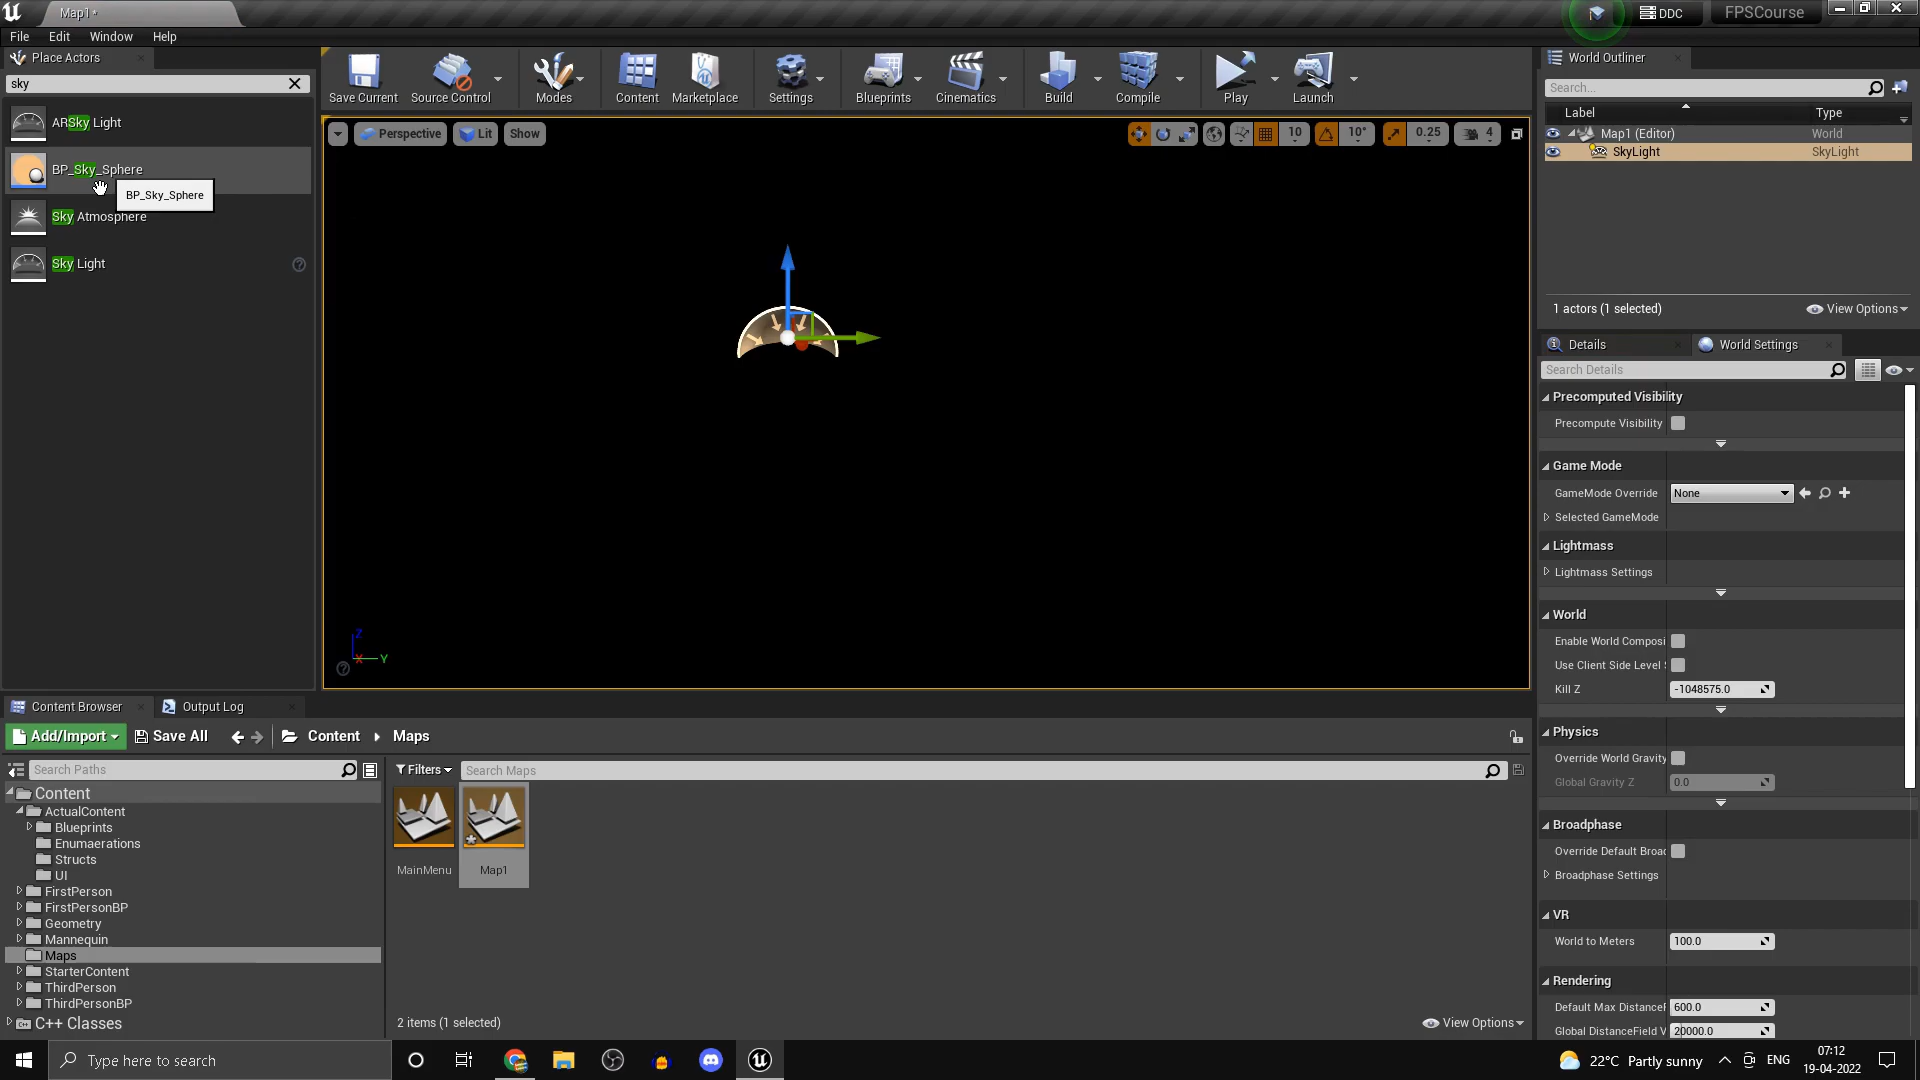 Map1*
DDC
FPSCourse
File Edit Window Help
Place Actors
sky
ARSky Light
BP_Sky_Sphere
BP_Sky_Sphere
Sky Atmosphere
Sky Light
Save Current
Source Control
Modes
Content
Marketplace
Settings
Blueprints
Cinematics
Build
Compile
Play
Launch
Perspective
Lit
Show
10
10°
0.25
4
Z
X
Y
World Outliner
Search...
Label Type
Map1 (Editor) World
SkyLight SkyLight
1 actors (1 selected)
View Options
Details
World Settings
Search Details
Precomputed Visibility
Precompute Visibility
Game Mode
GameMode Override None
Selected GameMode
Lightmass
Lightmass Settings
World
Enable World Composi
Use Client Side Level
Kill Z -1048575.0
Physics
Override World Gravity
Global Gravity Z 0.0
Broadphase
Override Default Broad
Broadphase Settings
VR
World to Meters 100.0
Rendering
Default Max DistanceF 600.0
Global DistanceField V 20000.0
Content Browser
Output Log
Add/Import
Save All
Content
Maps
Search Paths
Filters
Search Maps
Content
ActualContent
Blueprints
Enumaerations
Structs
UI
FirstPerson
FirstPersonBP
Geometry
Mannequin
Maps
StarterContent
ThirdPerson
ThirdPersonBP
C++ Classes
MainMenu
Map1
2 items (1 selected)
View Options
Type here to search
22°C Partly sunny
ENG
07:12
19-04-2022